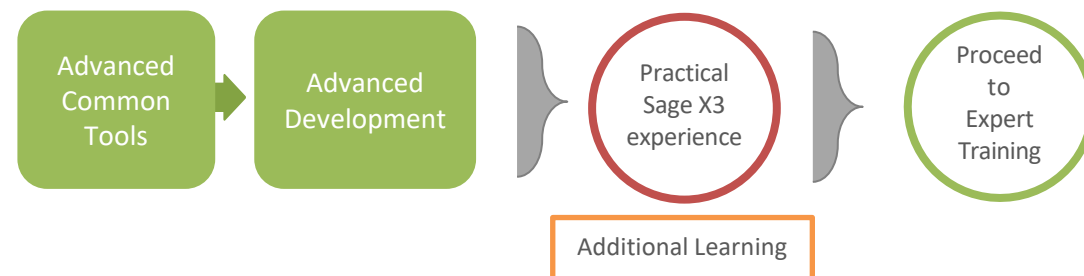 Advanced
Common
Tools
Advanced
Development
Practical
Sage X3
experience
Proceed
to
Expert
Training
Additional Learning